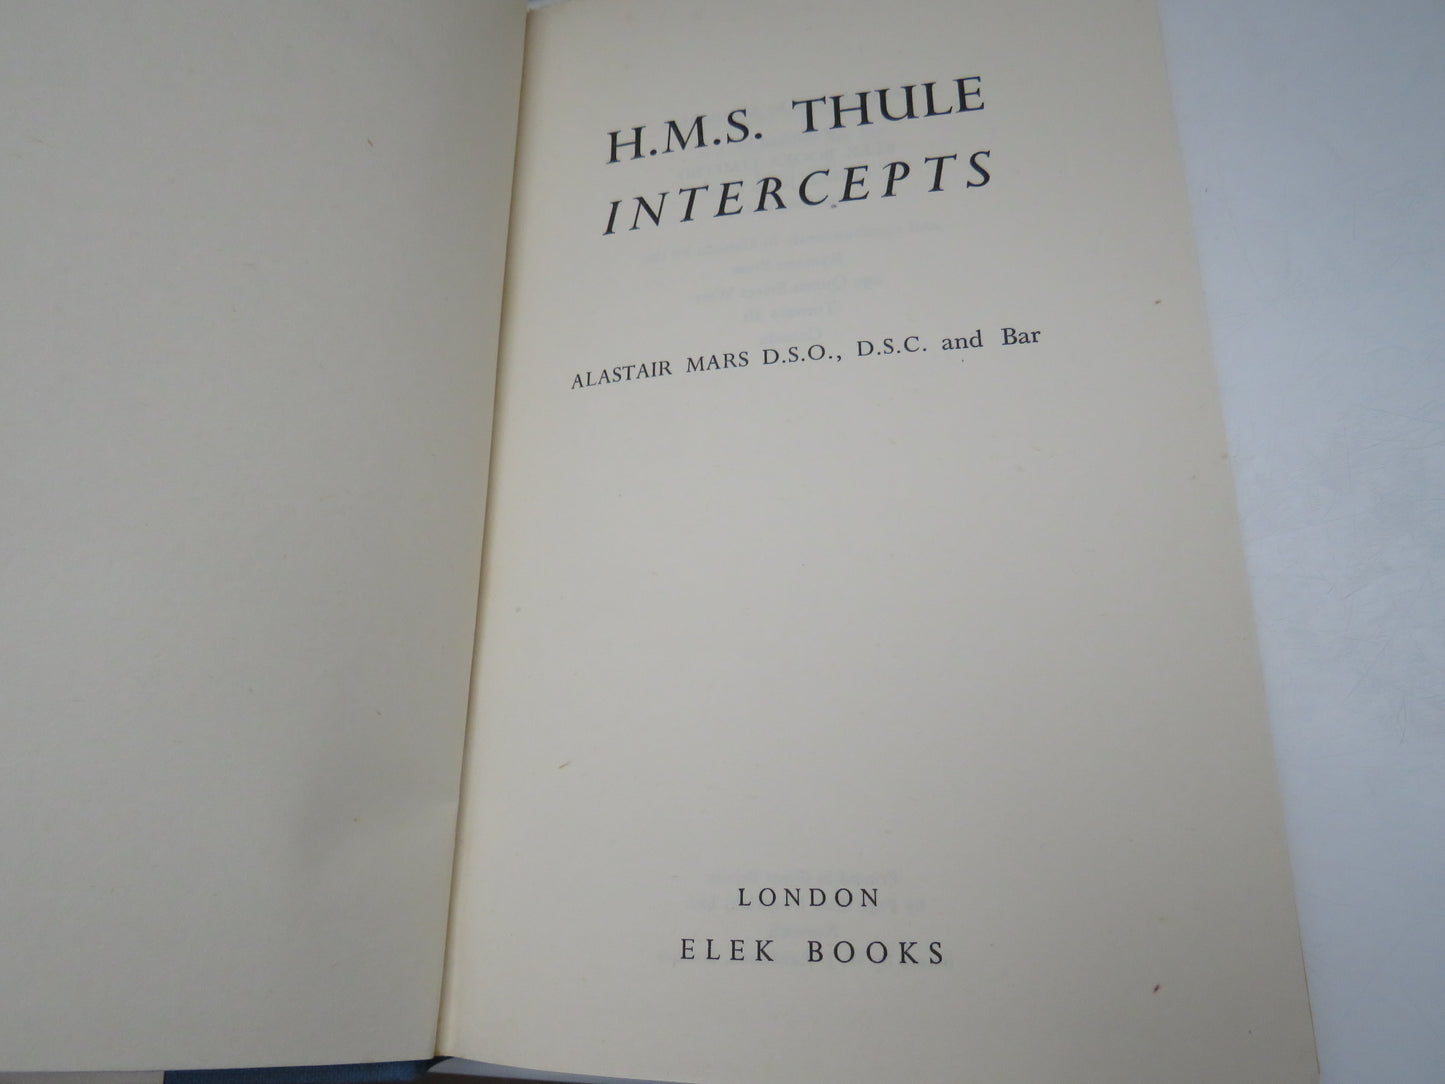 H.M.S. THULE
INTERCEPTS
ALASTAIR MARS D.S.O., D.S.C. and Bar
LONDON
ELEK BOOKS